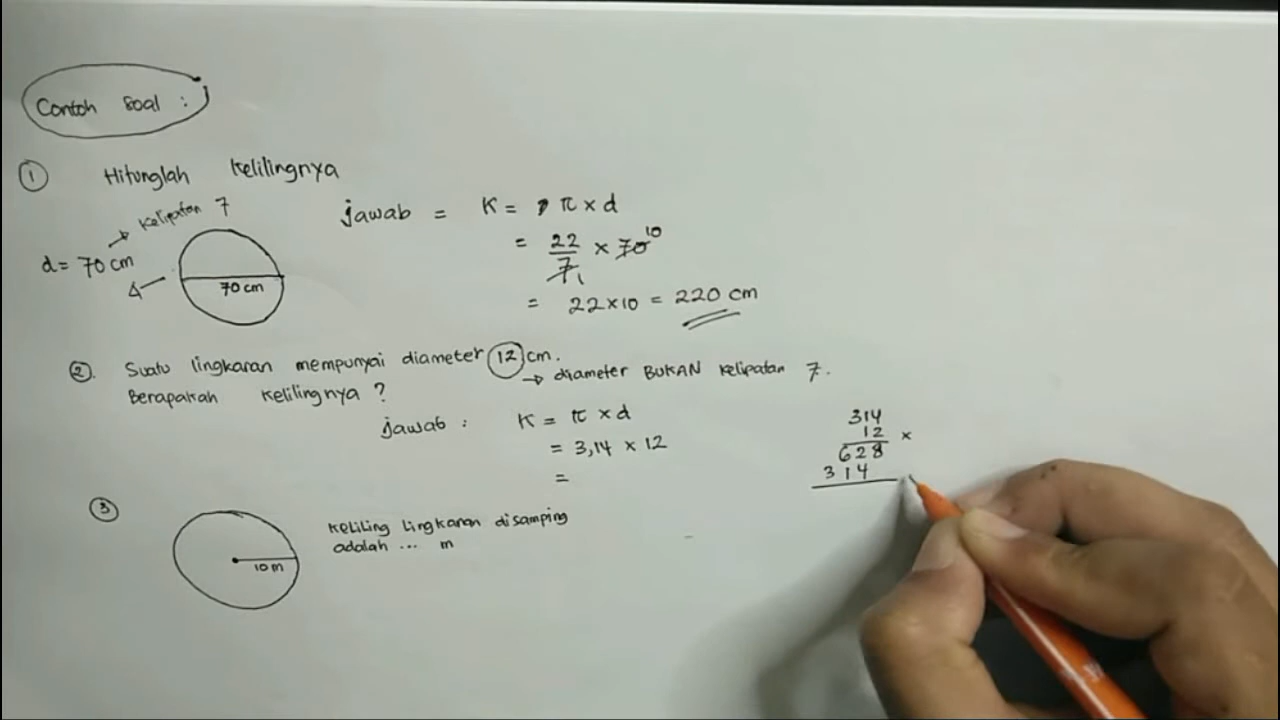 Contoh Soal :
① Hitunglah Kelilingnya
Kelipatan 7
d = 70 cm
70 cm
jawab = K = π x d
= 22/7 x 70 10
1
= 22x10 = 220 cm
②. Suatu lingkaran mempunyai diameter 12 cm.
→ diameter BUKAN Kelipatan 7.
Berapakah Kelilingnya ?
jawab : K = π x d
= 3,14 x 12
=
314
12 x
628
314
③
10 m
Keliling Lingkaran disamping
adalah ... m